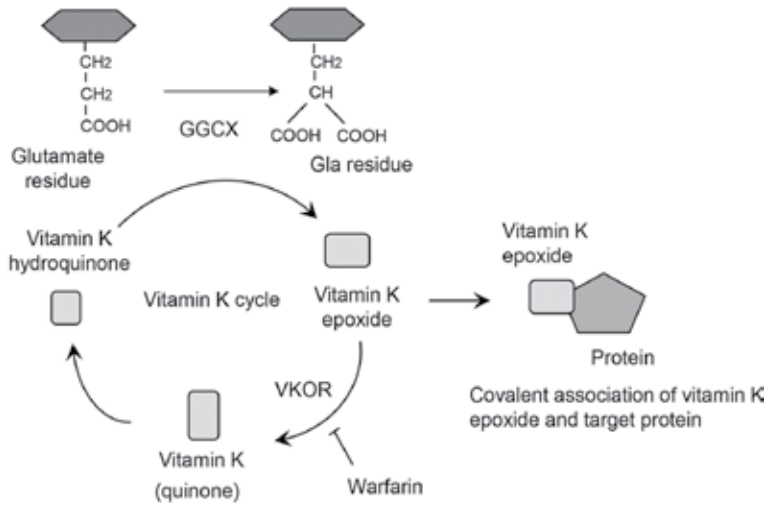 CH2
CH2
COOH
Glutamate
residue
GGCX
CH2
CH
COOH COOH
Gla residue
Vitamin K
hydroquinone
Vitamin K cycle
Vitamin K
epoxide
Vitamin K
epoxide
Protein
Covalent association of vitamin K
epoxide and target protein
VKOR
Vitamin K
(quinone)
Warfarin